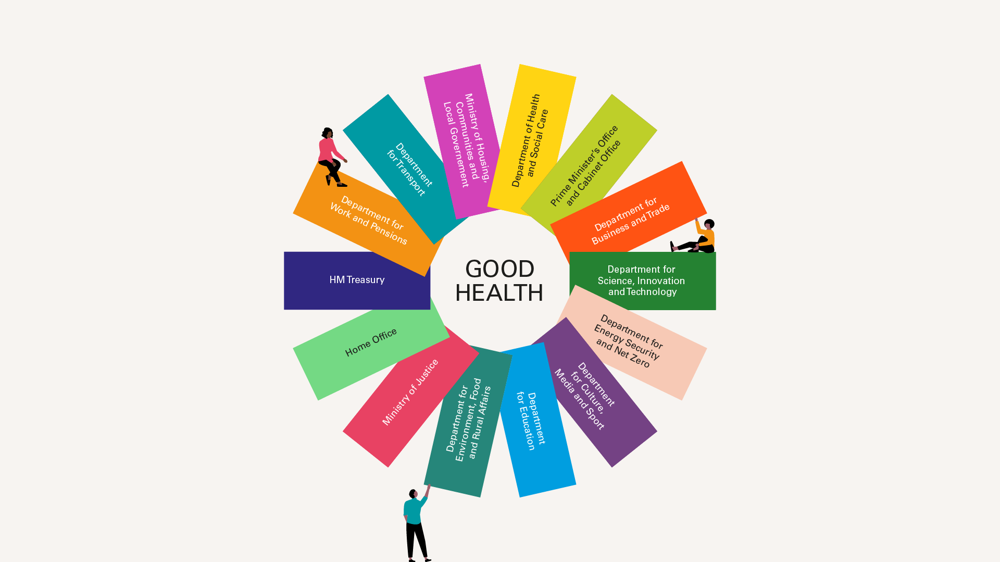 GOOD
HEALTH
Department of Health
and Social Care
Prime Minister’s Office
and Cabinet Office
Department for
Business and Trade
Department for
Science, Innovation
and Technology
Department for
Energy Security
and Net Zero
Department
for Culture,
Media and Sport
Department
for Education
Department for
Environment, Food
and Rural Affairs
Ministry of Justice
Home Office
HM Treasury
Department for
Work and Pensions
Department
for Transport
Ministry of Housing,
Communities and
Local Governement